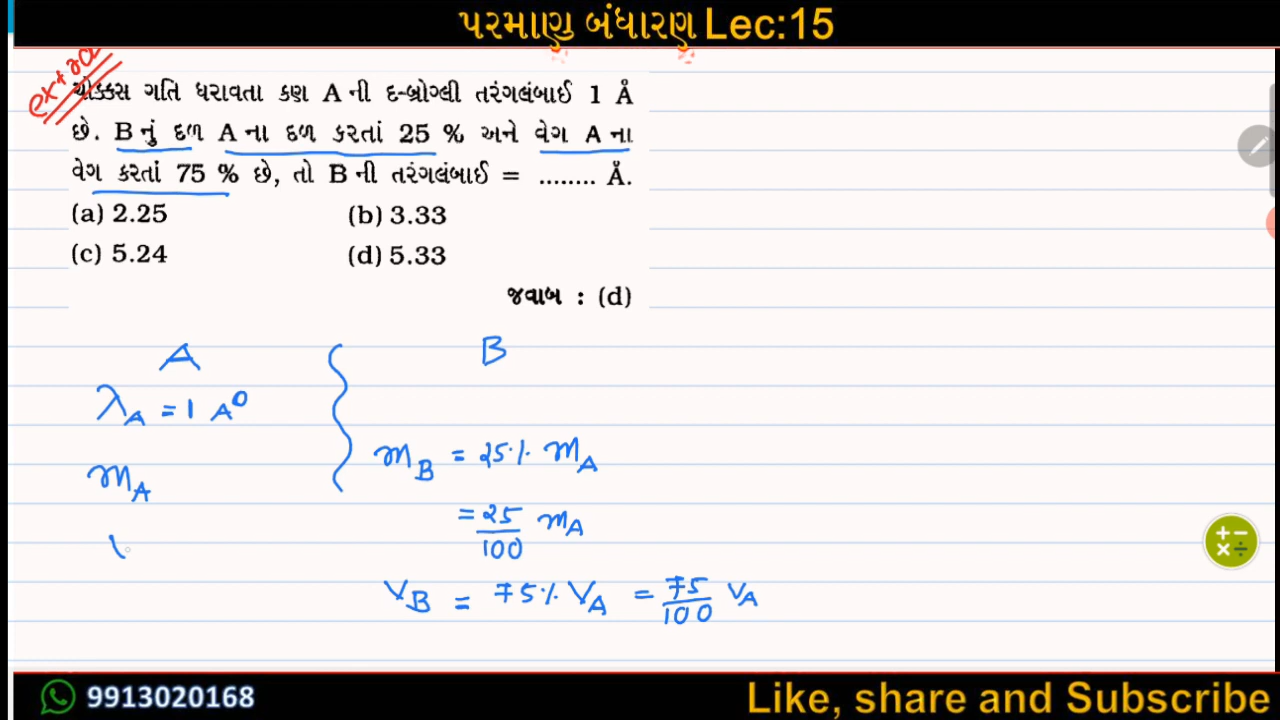 પરમાણુ બંધારણ Lec:15
extra
ચોક્કસ ગતિ ધરાવતા કણ A ની દ-બ્રોગ્લી તરંગલંબાઈ 1 Å
છે. B નું દળ A ના દળ કરતાં 25 % અને વેગ A ના
વેગ કરતાં 75 % છે, તો B ની તરંગલંબાઈ = ........ Å.
(a) 2.25 (b) 3.33
(c) 5.24 (d) 5.33
જવાબ : (d)
A B
λA = 1 A⁰
mB = 25% mA
mA
= 25/100 mA
VB = 75% VA = 75/100 VA
9913020168
Like, share and Subscribe